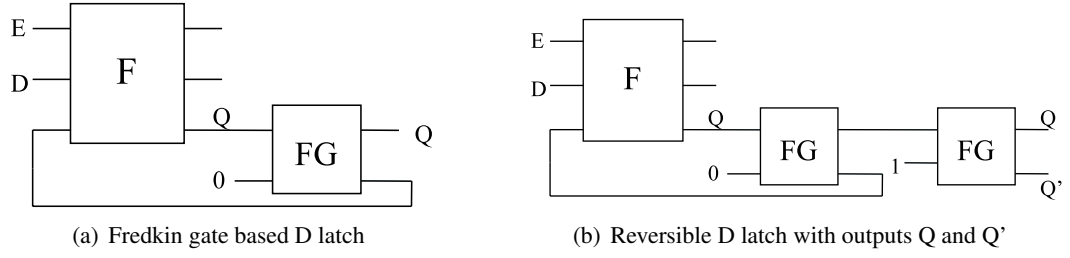 E
D
F
Q
FG
Q
0
(a) Fredkin gate based D latch
E
D
F
Q
FG
0
1
FG
Q
Q'
(b) Reversible D latch with outputs Q and Q'